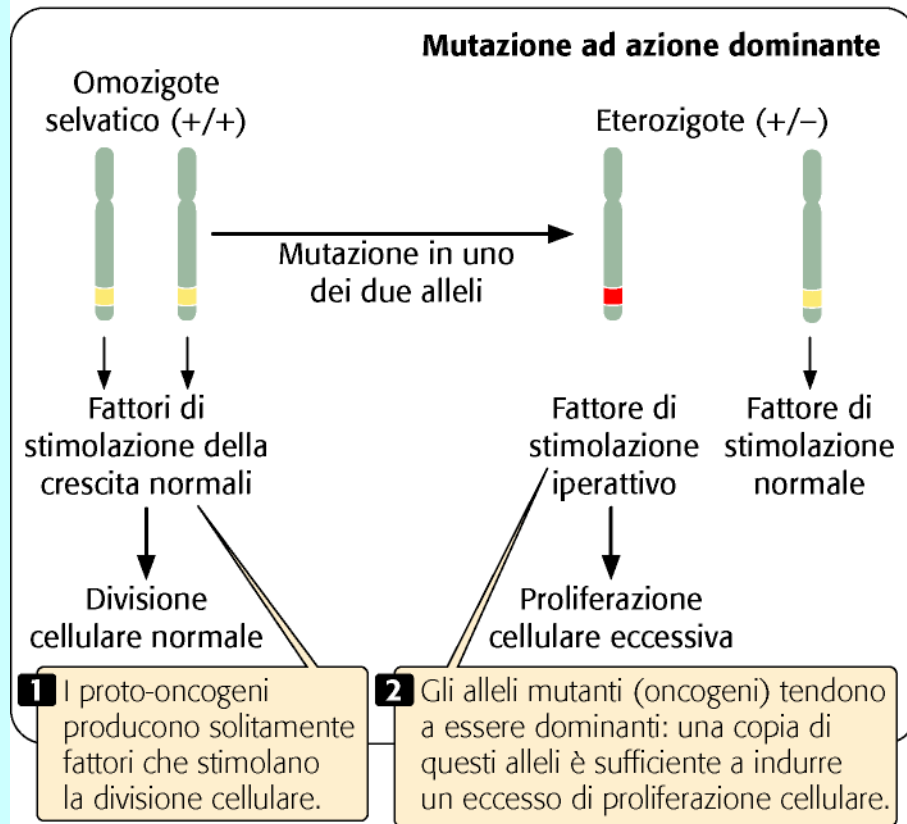 Mutazione ad azione dominante
Omozigote
selvatico (+/+)
Eterozigote (+/–)
Mutazione in uno
dei due alleli
Fattori di
stimolazione della
crescita normali
Fattore di
stimolazione
iperattivo
Fattore di
stimolazione
normale
Divisione
cellulare normale
Proliferazione
cellulare eccessiva
1 I proto-oncogeni
producono solitamente
fattori che stimolano
la divisione cellulare.
2 Gli alleli mutanti (oncogeni) tendono
a essere dominanti: una copia di
questi alleli è sufficiente a indurre
un eccesso di proliferazione cellulare.